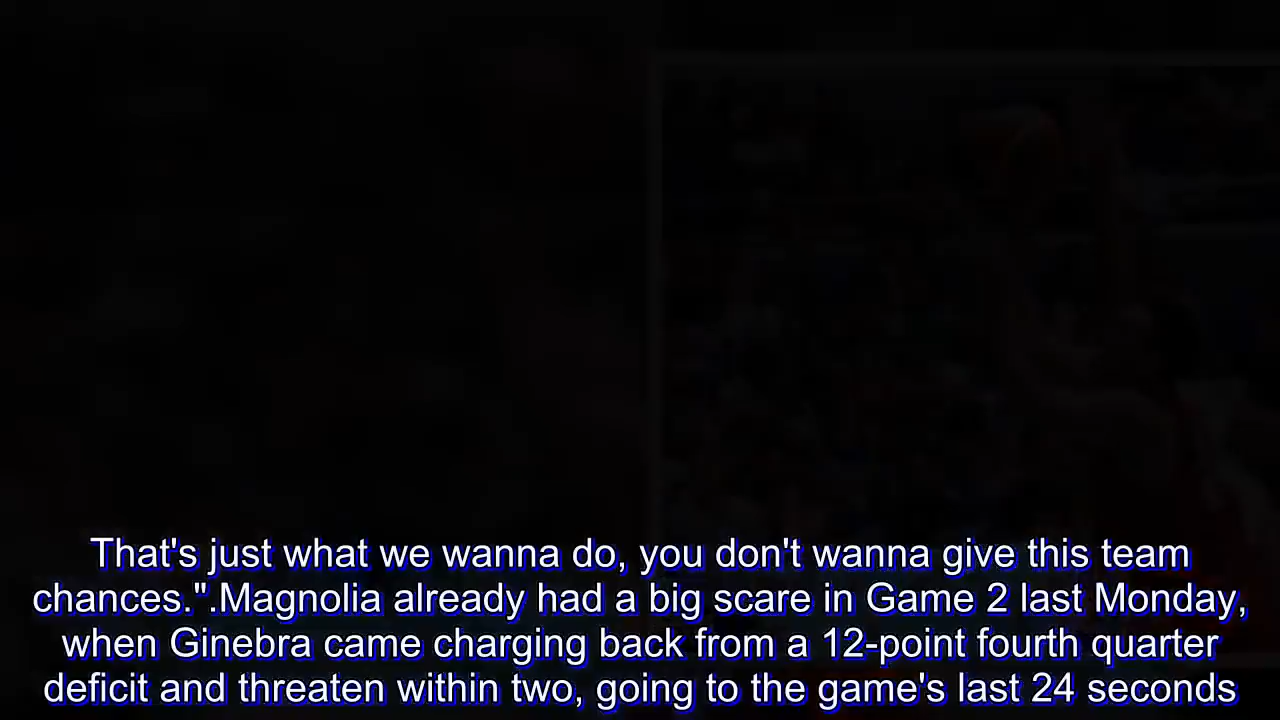 That's just what we wanna do, you don't wanna give this team
chances.".Magnolia already had a big scare in Game 2 last Monday,
when Ginebra came charging back from a 12-point fourth quarter
deficit and threaten within two, going to the game's last 24 seconds